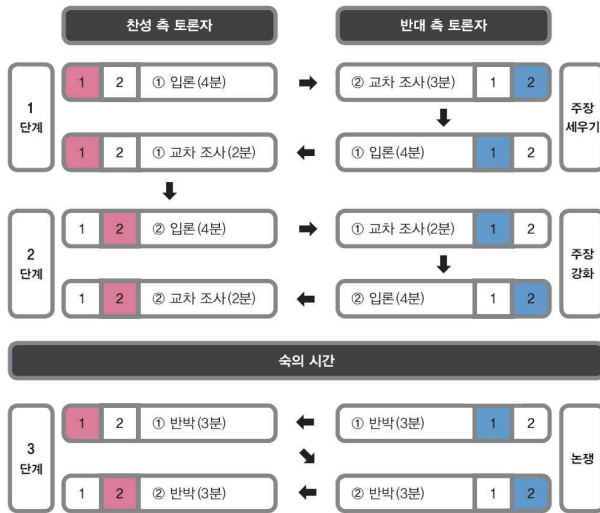 찬성 측 토론자
반대 측 토론자
1
단계
1 2 ① 입론(4분)
② 교차 조사(3분) 1 2
주장
세우기
1 2 ① 교차 조사(2분)
① 입론(4분) 1 2
2
단계
1 2 ② 입론(4분)
① 교차 조사(2분) 1 2
주장
강화
1 2 ② 교차 조사(2분)
② 입론(4분) 1 2
숙의 시간
3
단계
1 2 ① 반박(3분)
① 반박(3분) 1 2
논쟁
1 2 ② 반박(3분)
② 반박(3분) 1 2